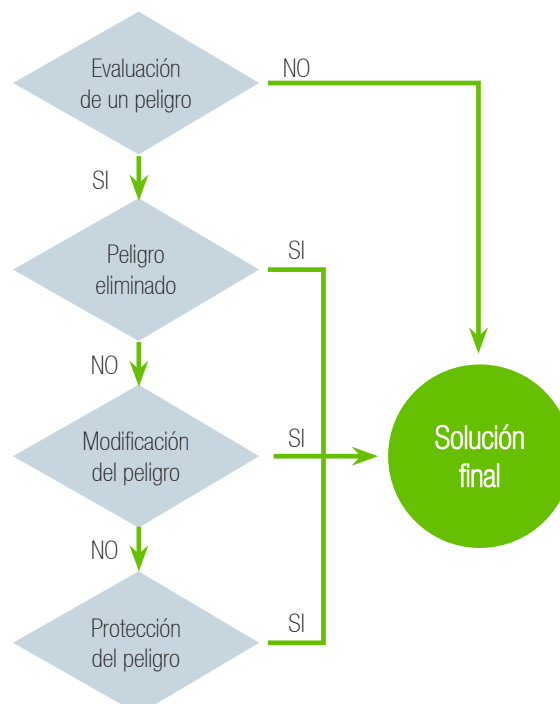 Evaluación
de un peligro
NO
SI
Peligro
eliminado
SI
NO
Modificación
del peligro
SI
Solución
final
NO
Protección
del peligro
SI